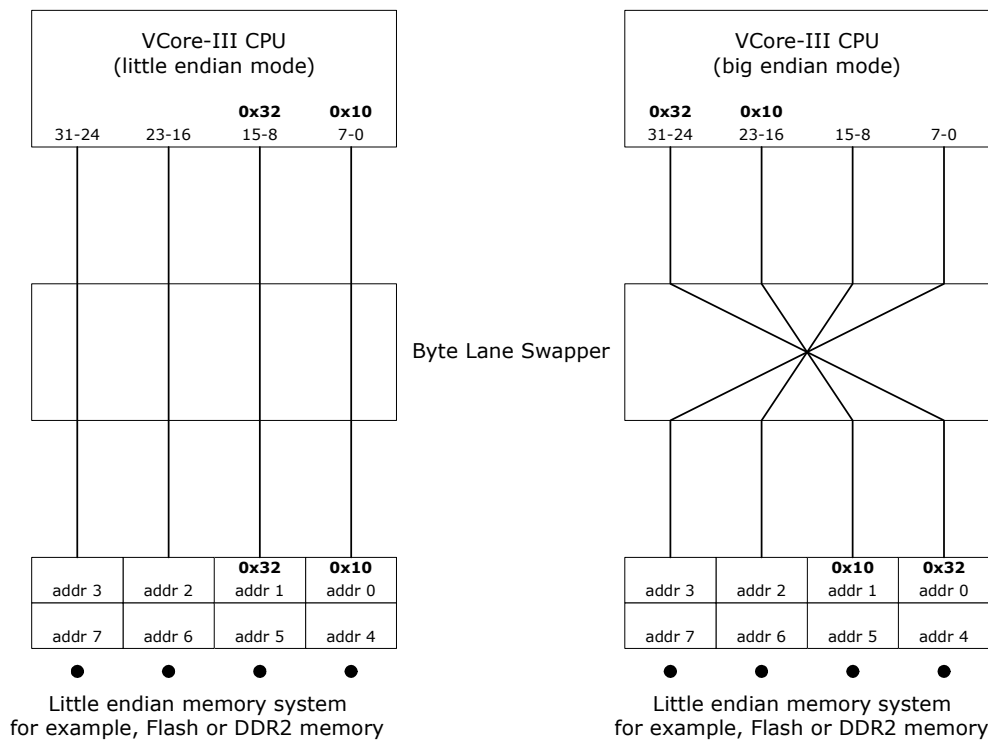 VCore-III CPU
(little endian mode)
0x32 0x10
31-24 23-16 15-8 7-0
VCore-III CPU
(big endian mode)
0x32 0x10
31-24 23-16 15-8 7-0
Byte Lane Swapper
0x32 0x10
addr 3 addr 2 addr 1 addr 0
addr 7 addr 6 addr 5 addr 4
Little endian memory system
for example, Flash or DDR2 memory
0x10 0x32
addr 3 addr 2 addr 1 addr 0
addr 7 addr 6 addr 5 addr 4
Little endian memory system
for example, Flash or DDR2 memory